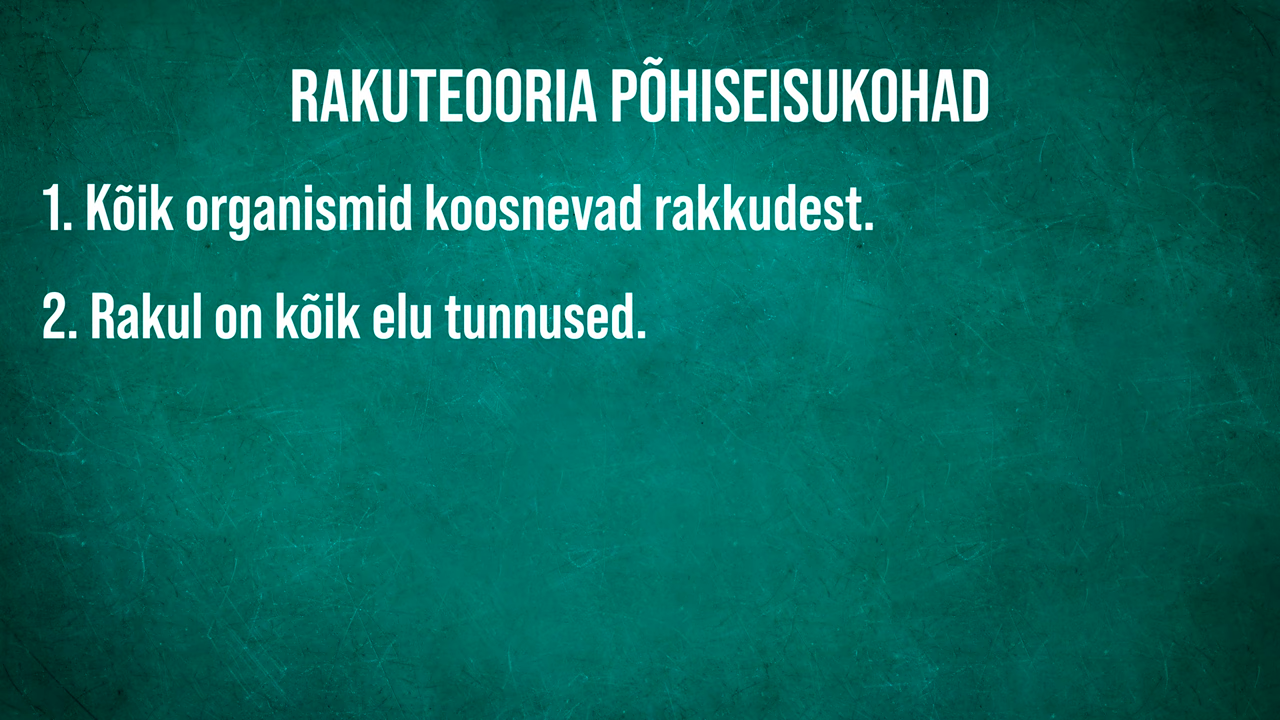 RAKUTEOORIA PÕHISEISUKOHAD
1. Kõik organismid koosnevad rakkudest.
2. Rakul on kõik elu tunnused.